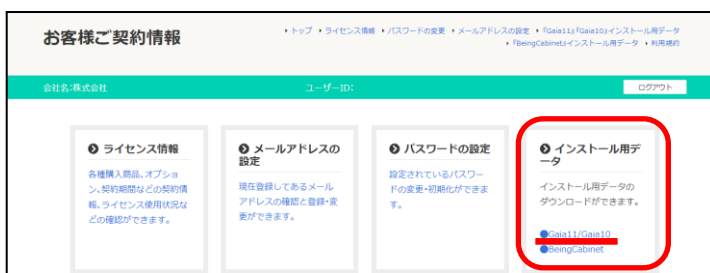 お客様ご契約情報
・トップ ・ライセンス情報 ・パスワードの変更 ・メールアドレスの設定 ・『Gaia11』『Gaia10』インストール用データ
・『BeingCabinet』インストール用データ ・利用規約
会社名:株式会社 ユーザーID: ログアウト
ライセンス情報
各種購入商品、オプショ
ン、契約期間などの契約情
報、ライセンス使用状況な
どの確認ができます。
メールアドレスの
設定
現在登録してあるメール
アドレスの確認と登録・変
更ができます。
パスワードの設定
設定されているパスワー
ドの変更・初期化ができま
す。
インストール用デ
ータ
インストール用データの
ダウンロードができます。
●Gaia11/Gaia10
●BeingCabinet